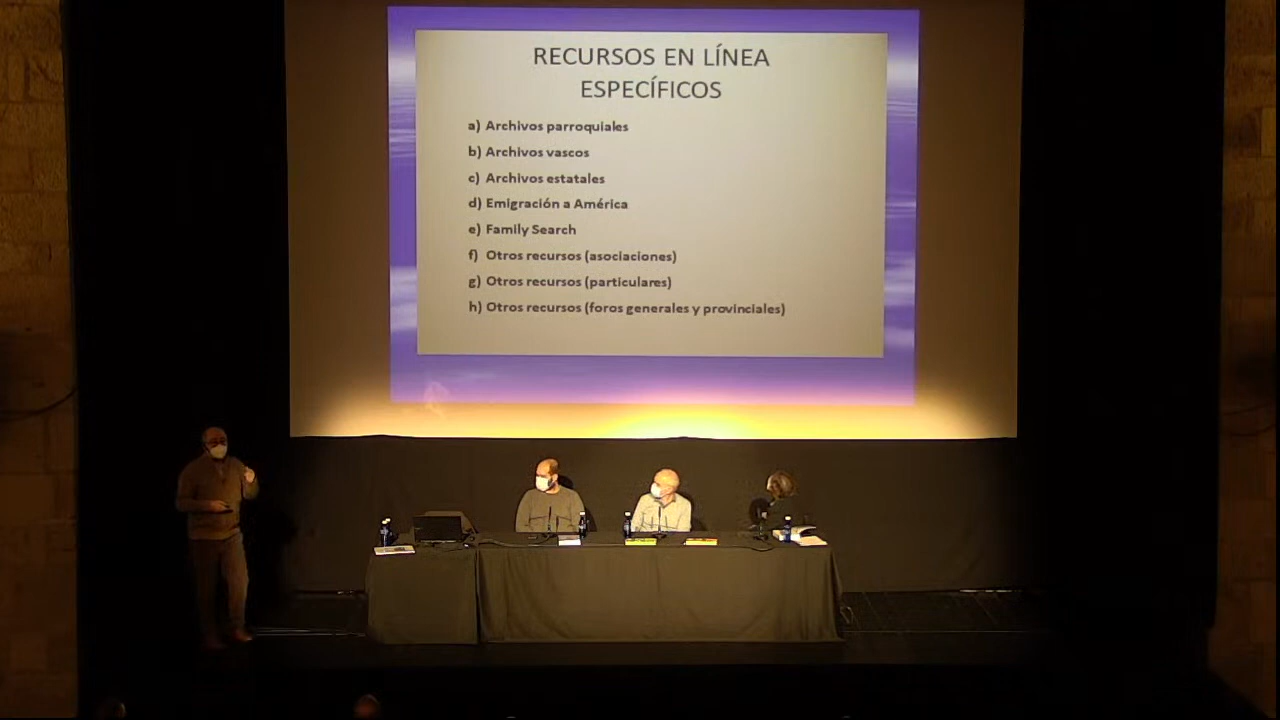 RECURSOS EN LÍNEA
ESPECÍFICOS
a) Archivos parroquiales
b) Archivos vascos
c) Archivos estatales
d) Emigración a América
e) Family Search
f) Otros recursos (asociaciones)
g) Otros recursos (particulares)
h) Otros recursos (foros generales y provinciales)